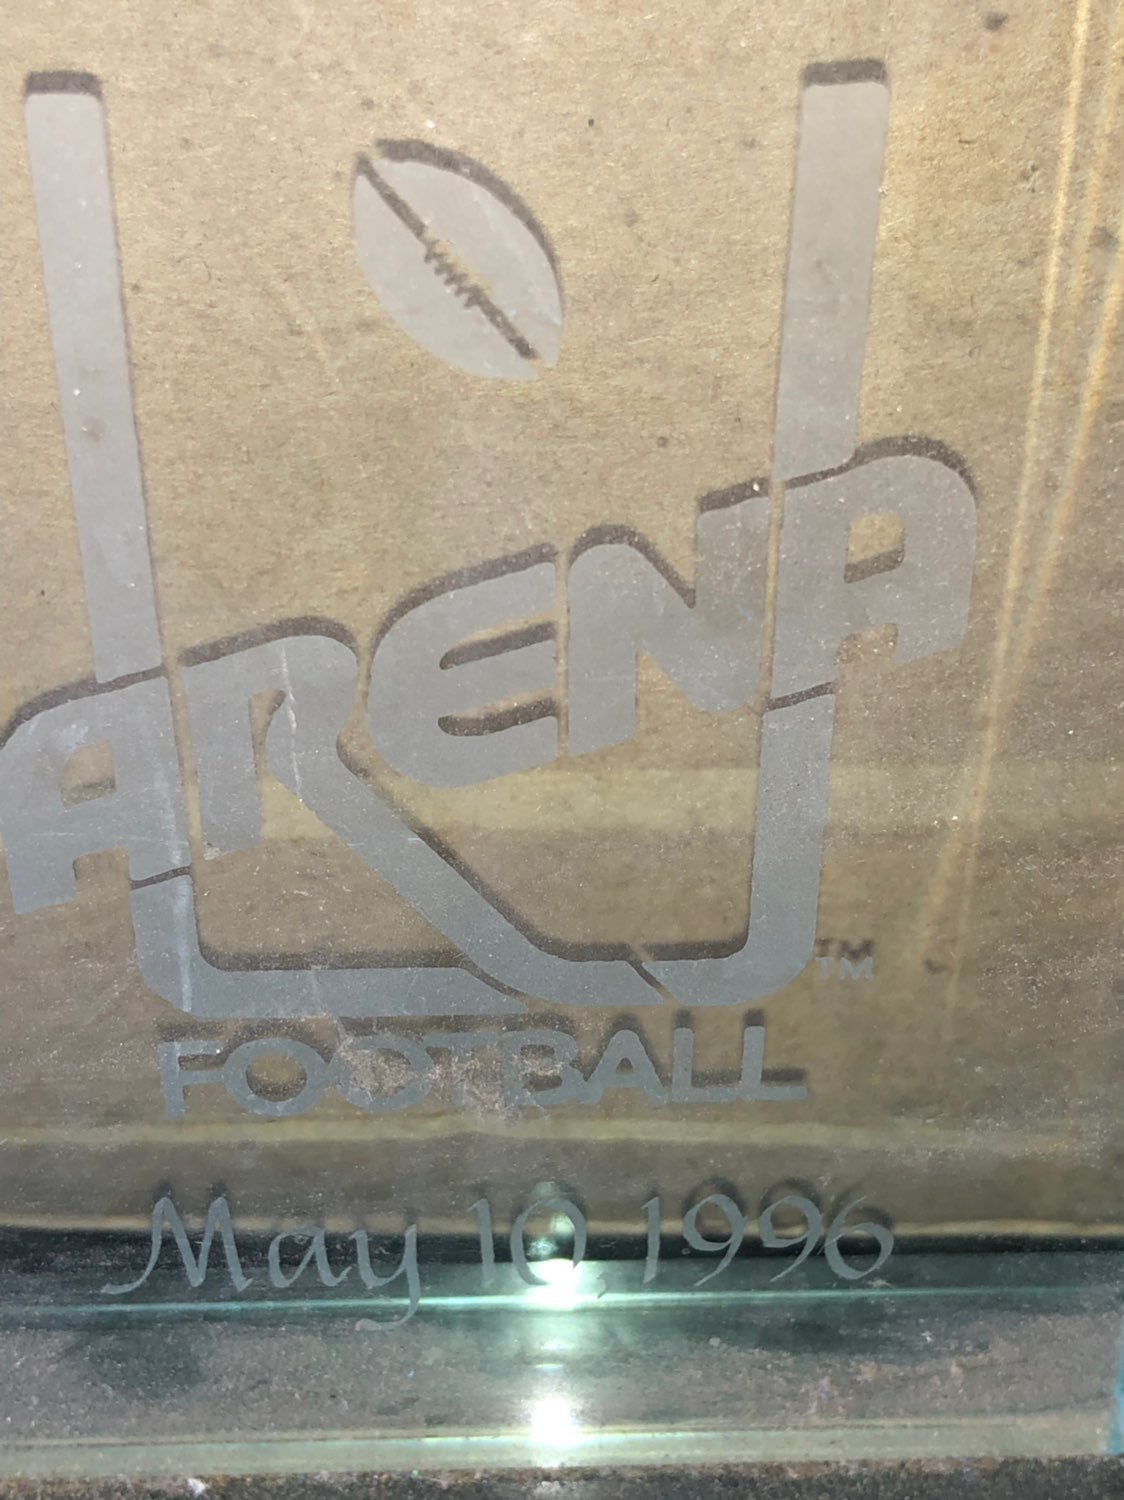 ARENA
TM
FOOTBALL
May 10, 1996